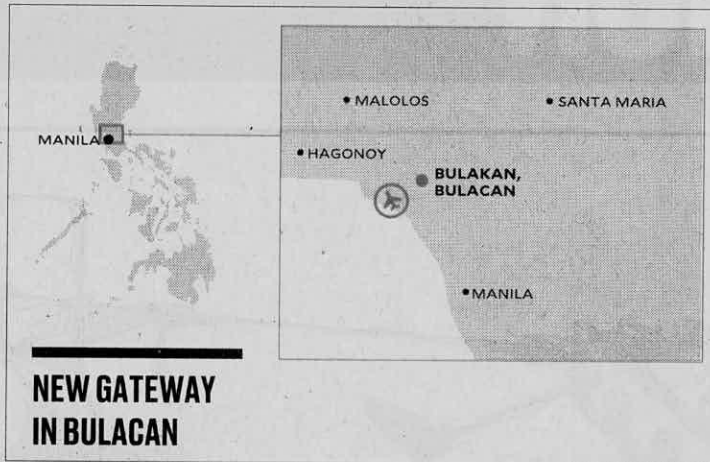 MALOLOS
SANTA MARIA
MANILA
HAGONOY
BULAKAN,
BULACAN
MANILA
NEW GATEWAY
IN BULACAN